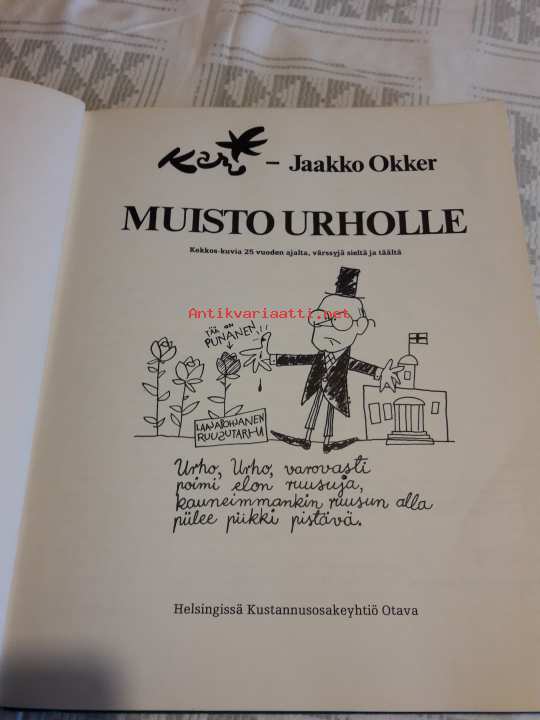 Kari – Jaakko Okker
MUISTO URHOLLE
Kekkos-kuvia 25 vuoden ajalta, värssyjä sieltä ja täältä
Antikvariaatti.net
TÄÄ ON
PUNANEN
LAAJAPOHJANEN
RUUSUTARHA
Urho, Urho, varovasti
poimi elon ruusuja,
kauneimmankin ruusun alla
piilee piikki pistävä.
Helsingissä Kustannusosakeyhtiö Otava